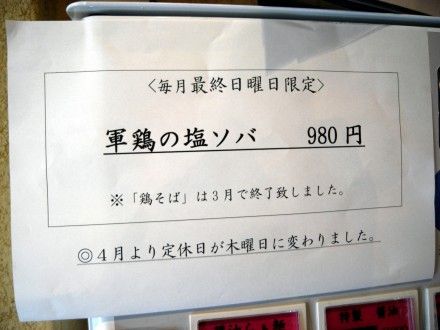 〈毎月最終日曜日限定〉
軍鶏の塩ソバ　980円
※「鶏そば」は3月で終了致しました。
◎4月より定休日が木曜日に変わりました。